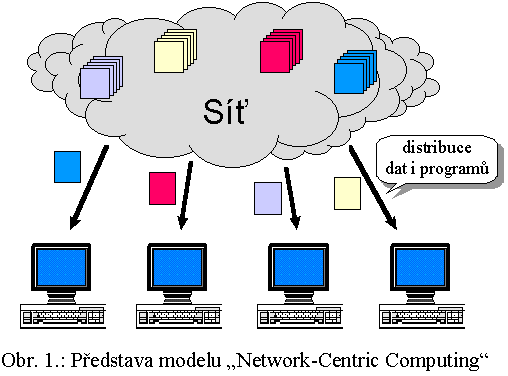 Síť
distribuce
dat i programů
Obr. 1.: Představa modelu „Network-Centric Computing“